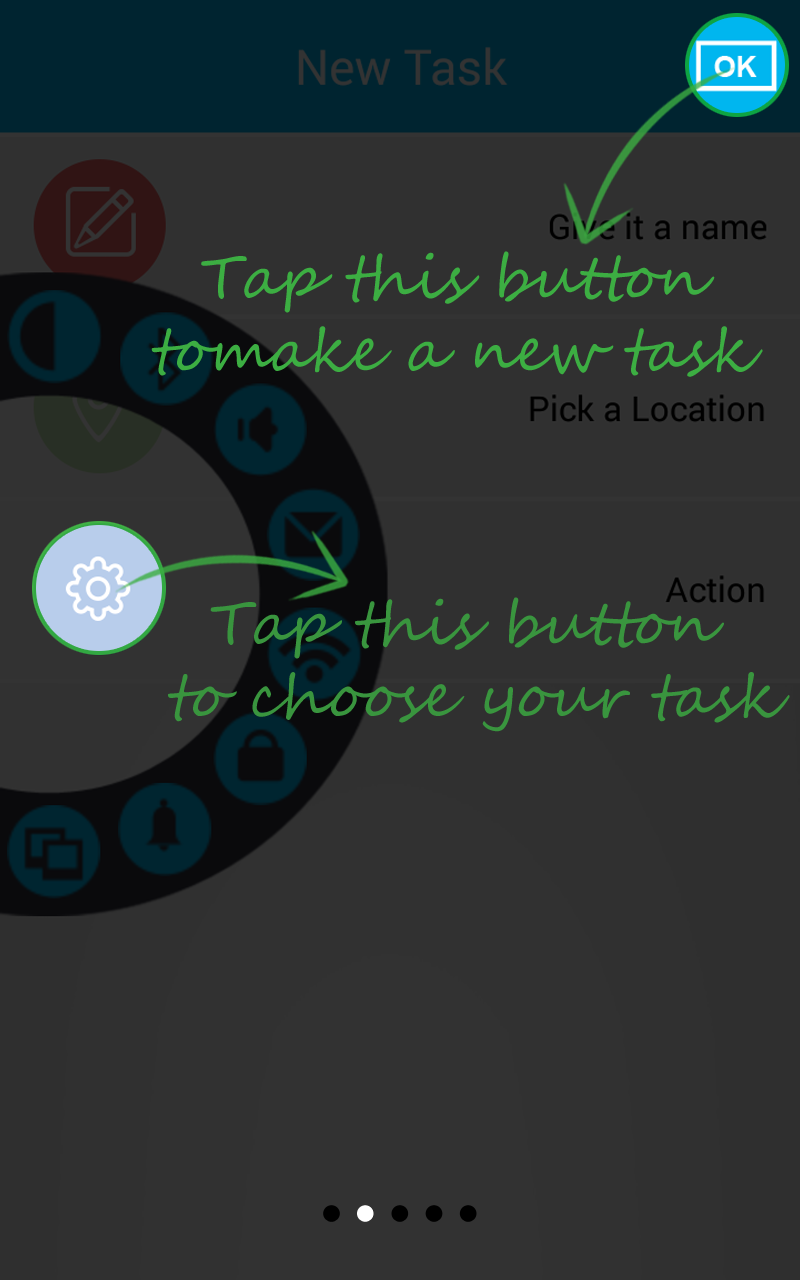 New Task
OK
Give it a name
Tap this button
tomake a new task
Pick a Location
Action
Tap this button
to choose your task